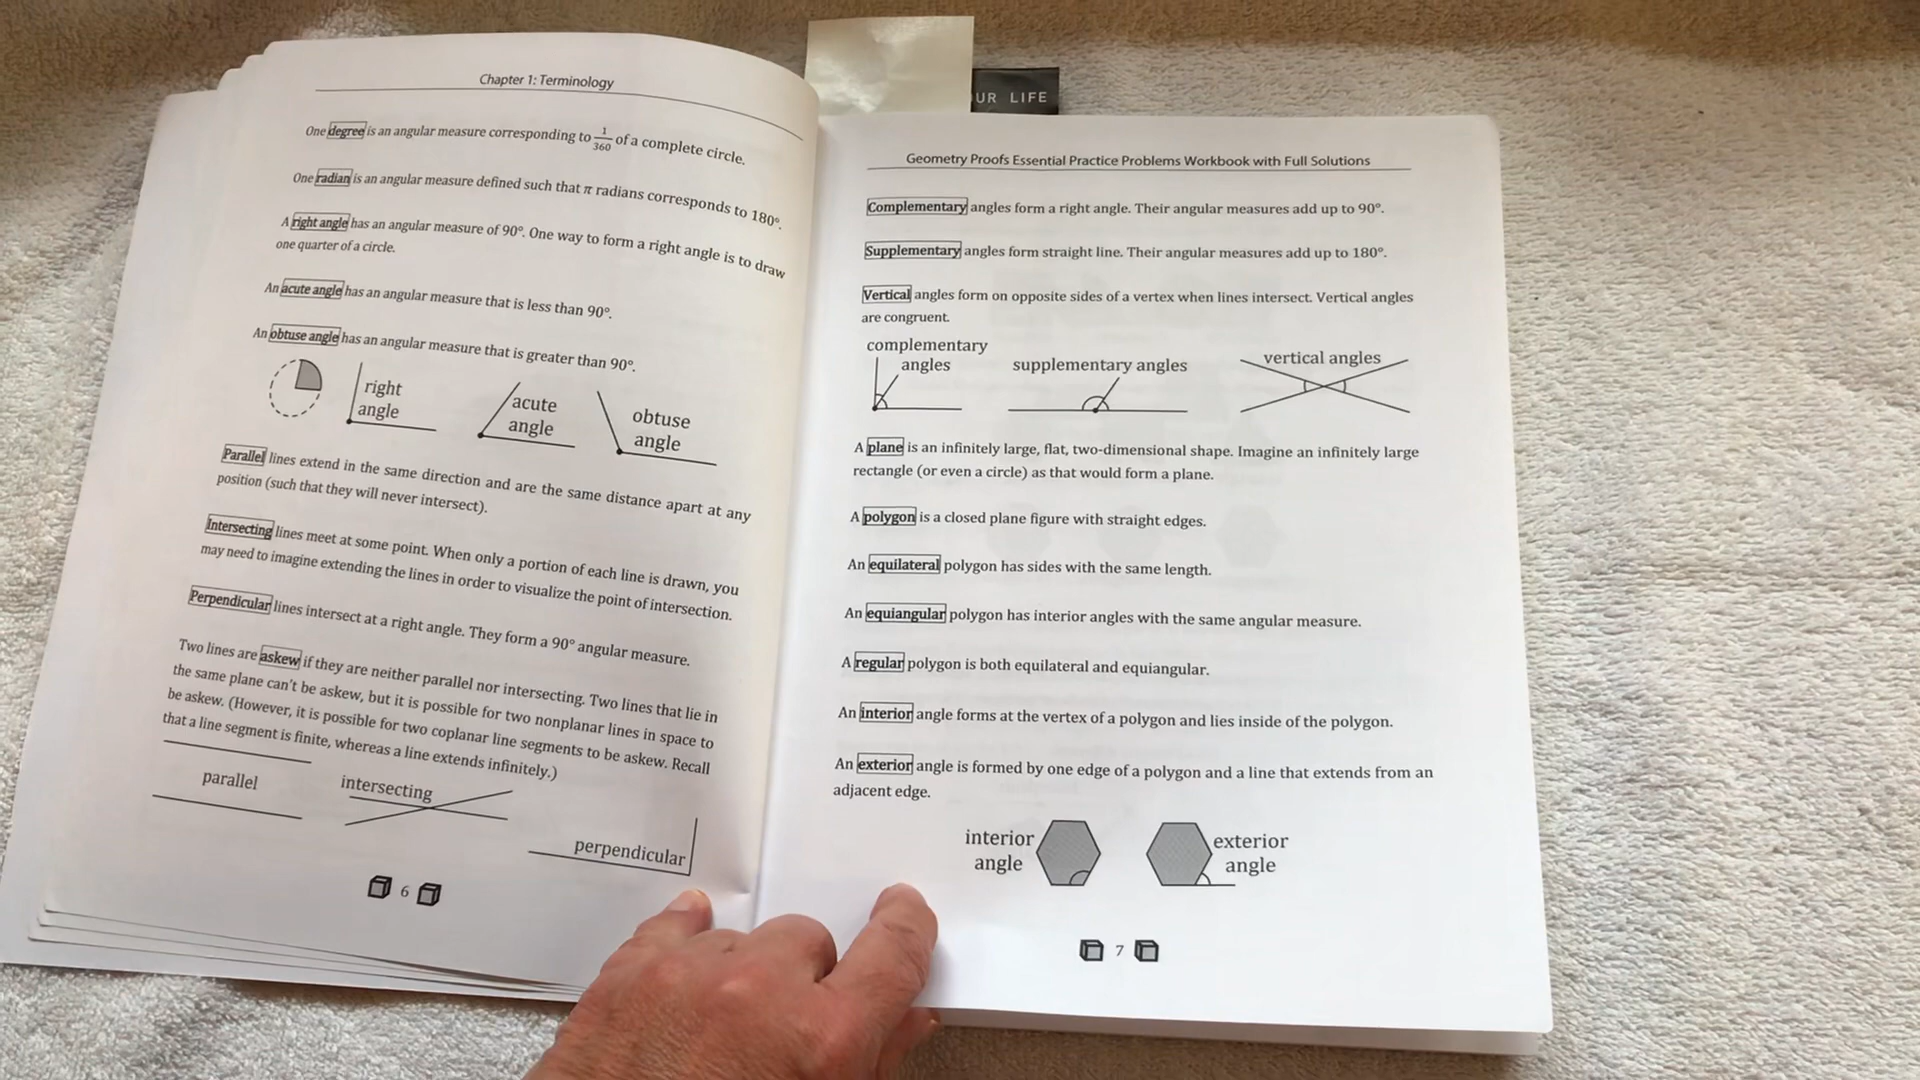 UR LIFE
Chapter 1: Terminology
One degree is an angular measure corresponding to 1/360 of a complete circle.
One radian is an angular measure defined such that π radians corresponds to 180°.
A right angle has an angular measure of 90°. One way to form a right angle is to draw
one quarter of a circle.
An acute angle has an angular measure that is less than 90°.
An obtuse angle has an angular measure that is greater than 90°.
right
angle
acute
angle
obtuse
angle
Parallel lines extend in the same direction and are the same distance apart at any
position (such that they will never intersect).
Intersecting lines meet at some point. When only a portion of each line is drawn, you
may need to imagine extending the lines in order to visualize the point of intersection.
Perpendicular lines intersect at a right angle. They form a 90° angular measure.
Two lines are askew if they are neither parallel nor intersecting. Two lines that lie in
the same plane can't be askew, but it is possible for two nonplanar lines in space to
be askew. (However, it is possible for two coplanar line segments to be askew. Recall
that a line segment is finite, whereas a line extends infinitely.)
parallel
intersecting
perpendicular
6
Geometry Proofs Essential Practice Problems Workbook with Full Solutions
Complementary angles form a right angle. Their angular measures add up to 90°.
Supplementary angles form straight line. Their angular measures add up to 180°.
Vertical angles form on opposite sides of a vertex when lines intersect. Vertical angles
are congruent.
complementary
angles
supplementary angles
vertical angles
A plane is an infinitely large, flat, two-dimensional shape. Imagine an infinitely large
rectangle (or even a circle) as that would form a plane.
A polygon is a closed plane figure with straight edges.
An equilateral polygon has sides with the same length.
An equiangular polygon has interior angles with the same angular measure.
A regular polygon is both equilateral and equiangular.
An interior angle forms at the vertex of a polygon and lies inside of the polygon.
An exterior angle is formed by one edge of a polygon and a line that extends from an
adjacent edge.
interior
angle
exterior
angle
7